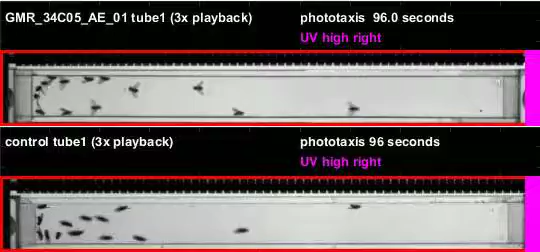 GMR_34C05_AE_01 tube1 (3x playback) phototaxis 96.0 seconds
UV high right
control tube1 (3x playback) phototaxis 96 seconds
UV high right